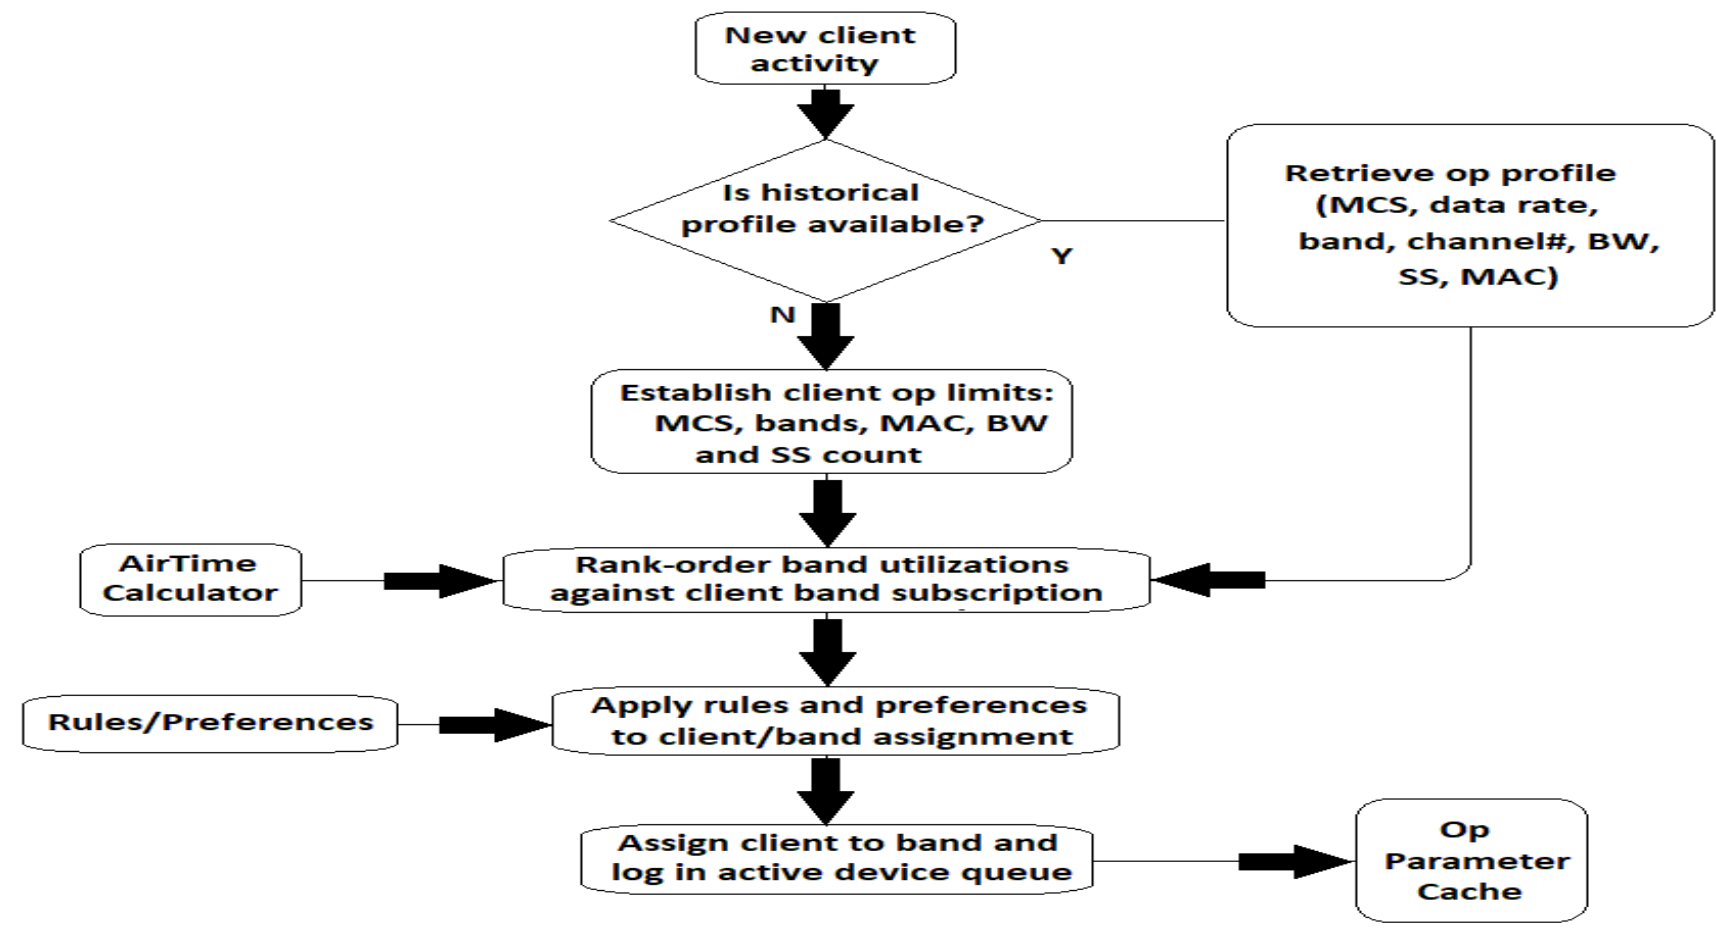 New client
activity
Is historical
profile available?
Y
N
Retrieve op profile
(MCS, data rate,
band, channel#, BW,
SS, MAC)
Establish client op limits:
MCS, bands, MAC, BW
and SS count
AirTime
Calculator
Rank-order band utilizations
against client band subscription
Rules/Preferences
Apply rules and preferences
to client/band assignment
Assign client to band and
log in active device queue
Op
Parameter
Cache